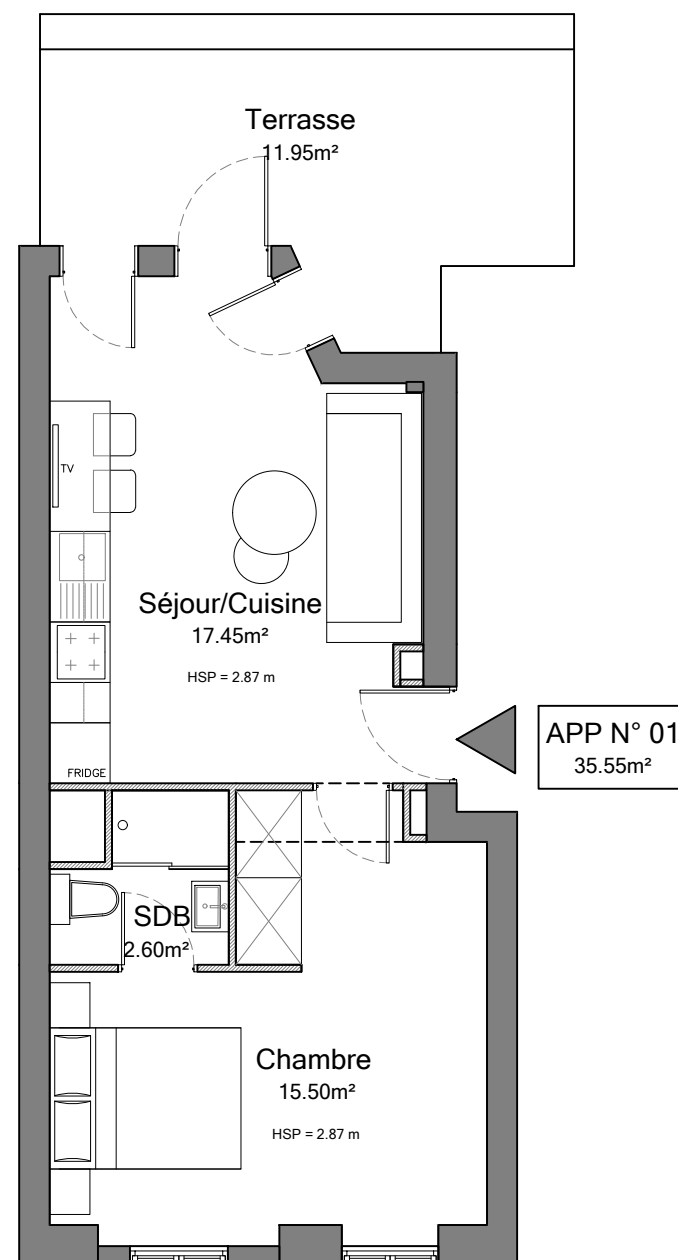 Terrasse
11.95m²
TV
Séjour/Cuisine
17.45m²
HSP = 2.87 m
APP N° 01
35.55m²
FRIDGE
SDB
2.60m²
Chambre
15.50m²
HSP = 2.87 m